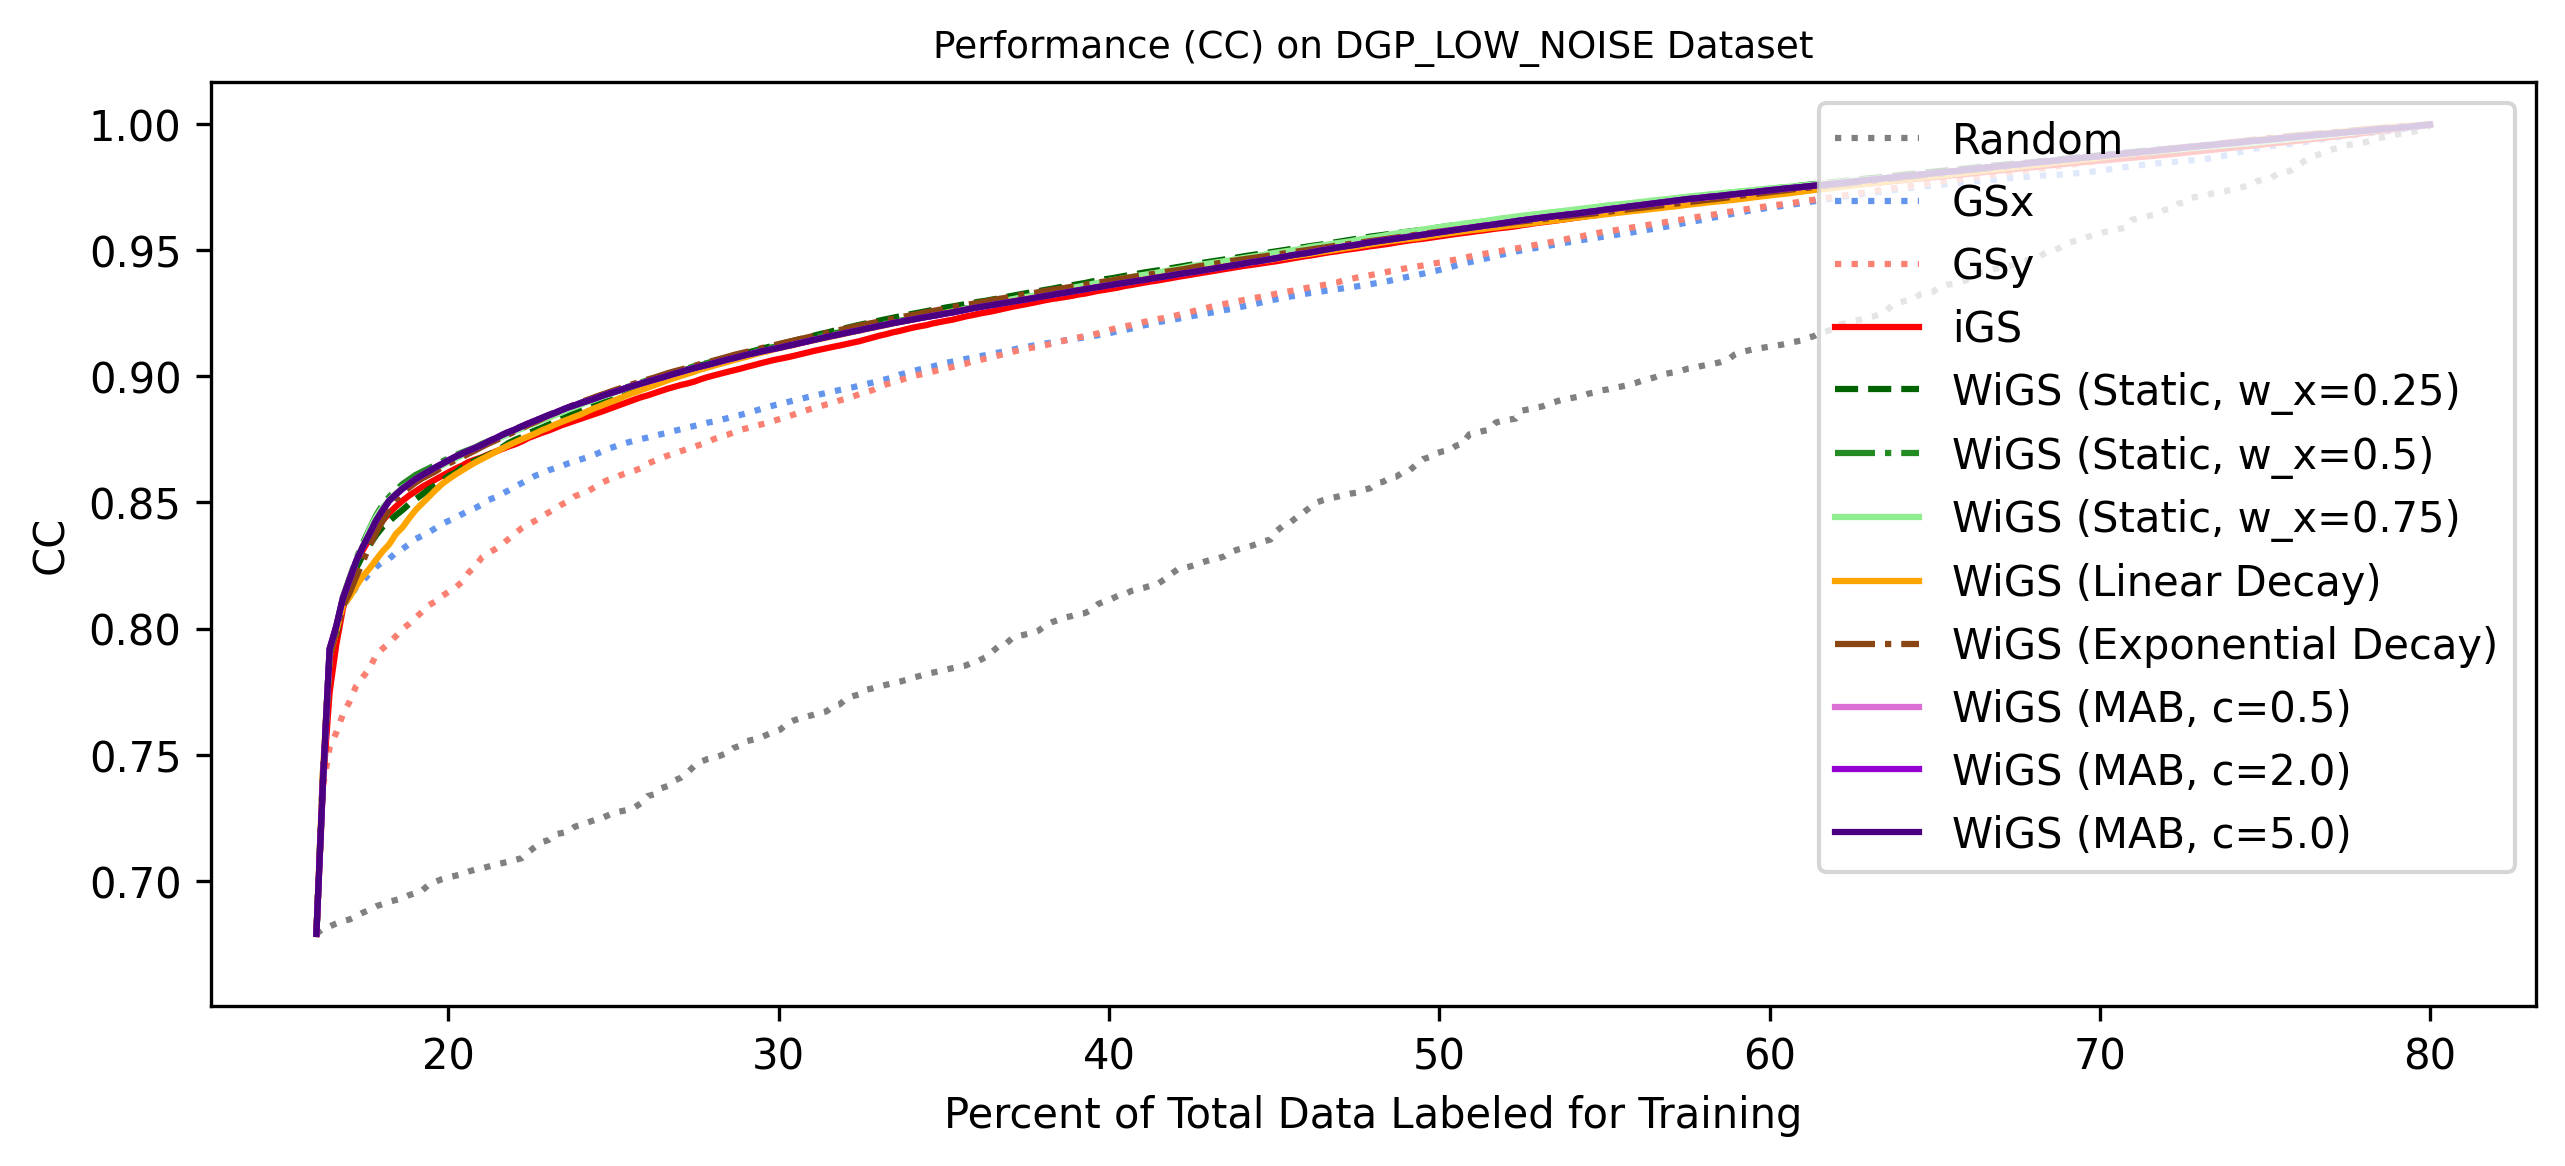 Performance (CC) on DGP_LOW_NOISE Dataset
CC
1.00
0.95
0.90
0.85
0.80
0.75
0.70
Random
GSx
GSy
iGS
WiGS (Static, w_x=0.25)
WiGS (Static, w_x=0.5)
WiGS (Static, w_x=0.75)
WiGS (Linear Decay)
WiGS (Exponential Decay)
WiGS (MAB, c=0.5)
WiGS (MAB, c=2.0)
WiGS (MAB, c=5.0)
20 30 40 50 60 70 80
Percent of Total Data Labeled for Training